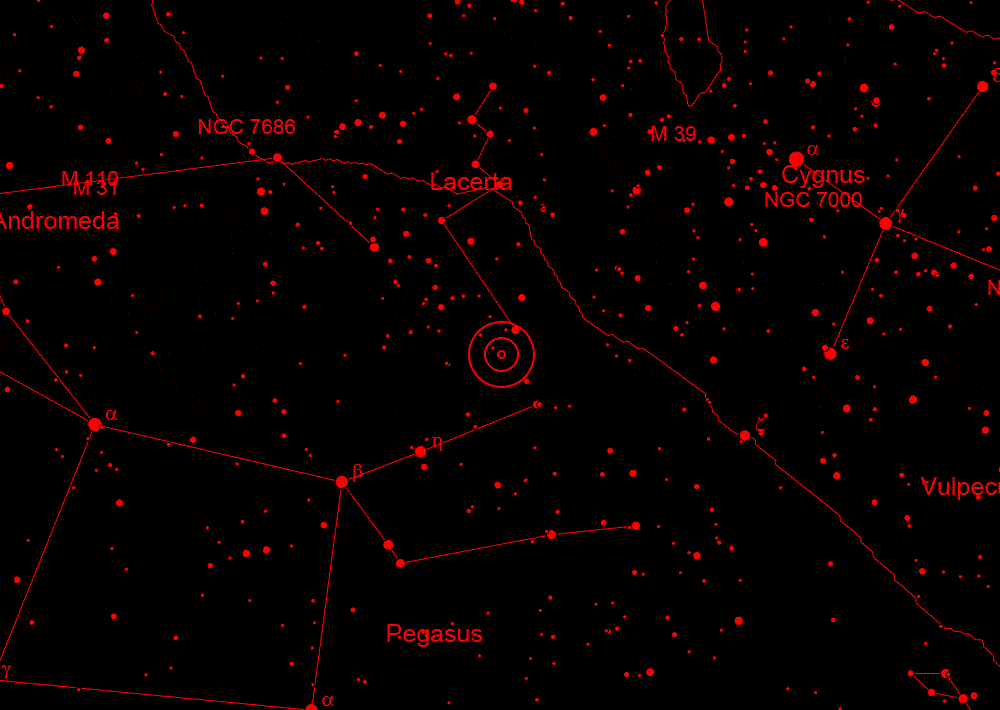 δ
NGC 7686
M 39
α
Cygnus
M 110
M 31
Lacerta
NGC 7000
γ
Andromeda
N
ε
α
ζ
η
β
Vulpecu
Pegasus
γ
α